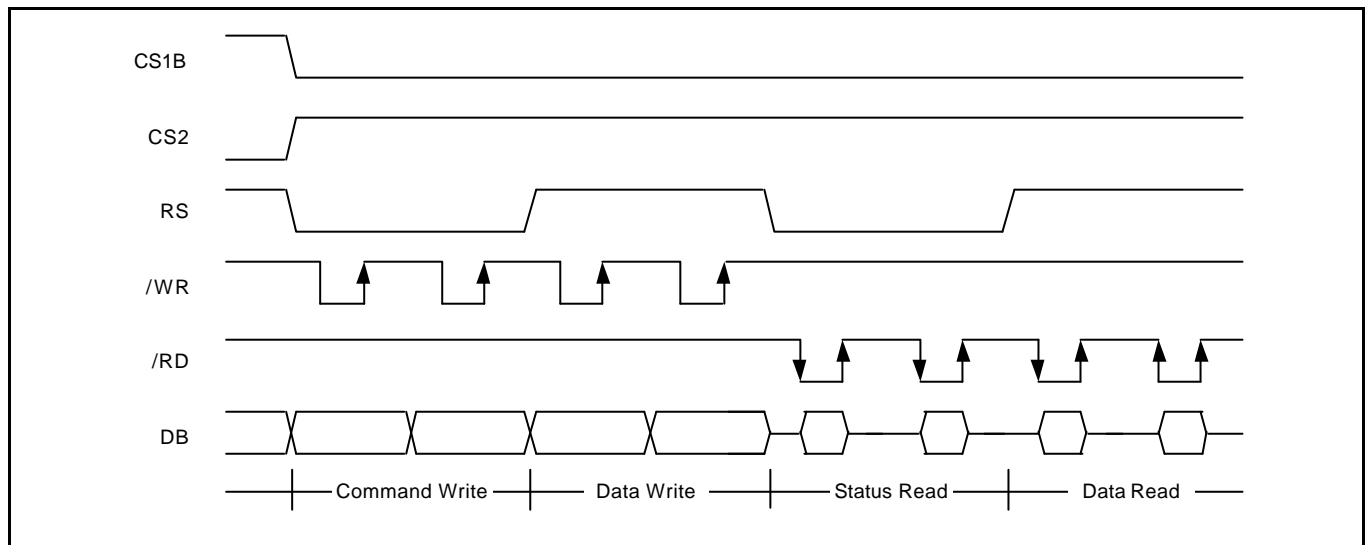 CS1B
CS2
RS
/WR
/RD
DB
Command Write Data Write Status Read Data Read